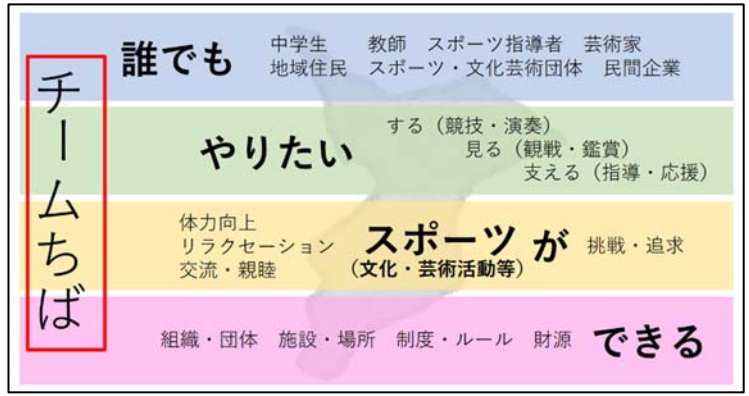 チームちば
誰でも
中学生 教師 スポーツ指導者 芸術家
地域住民 スポーツ・文化芸術団体 民間企業
やりたい
する（競技・演奏）
見る（観戦・鑑賞）
支える（指導・応援）
体力向上
リラクセーション
交流・親睦
スポーツが
（文化・芸術活動等）
挑戦・追求
組織・団体 施設・場所 制度・ルール 財源
できる